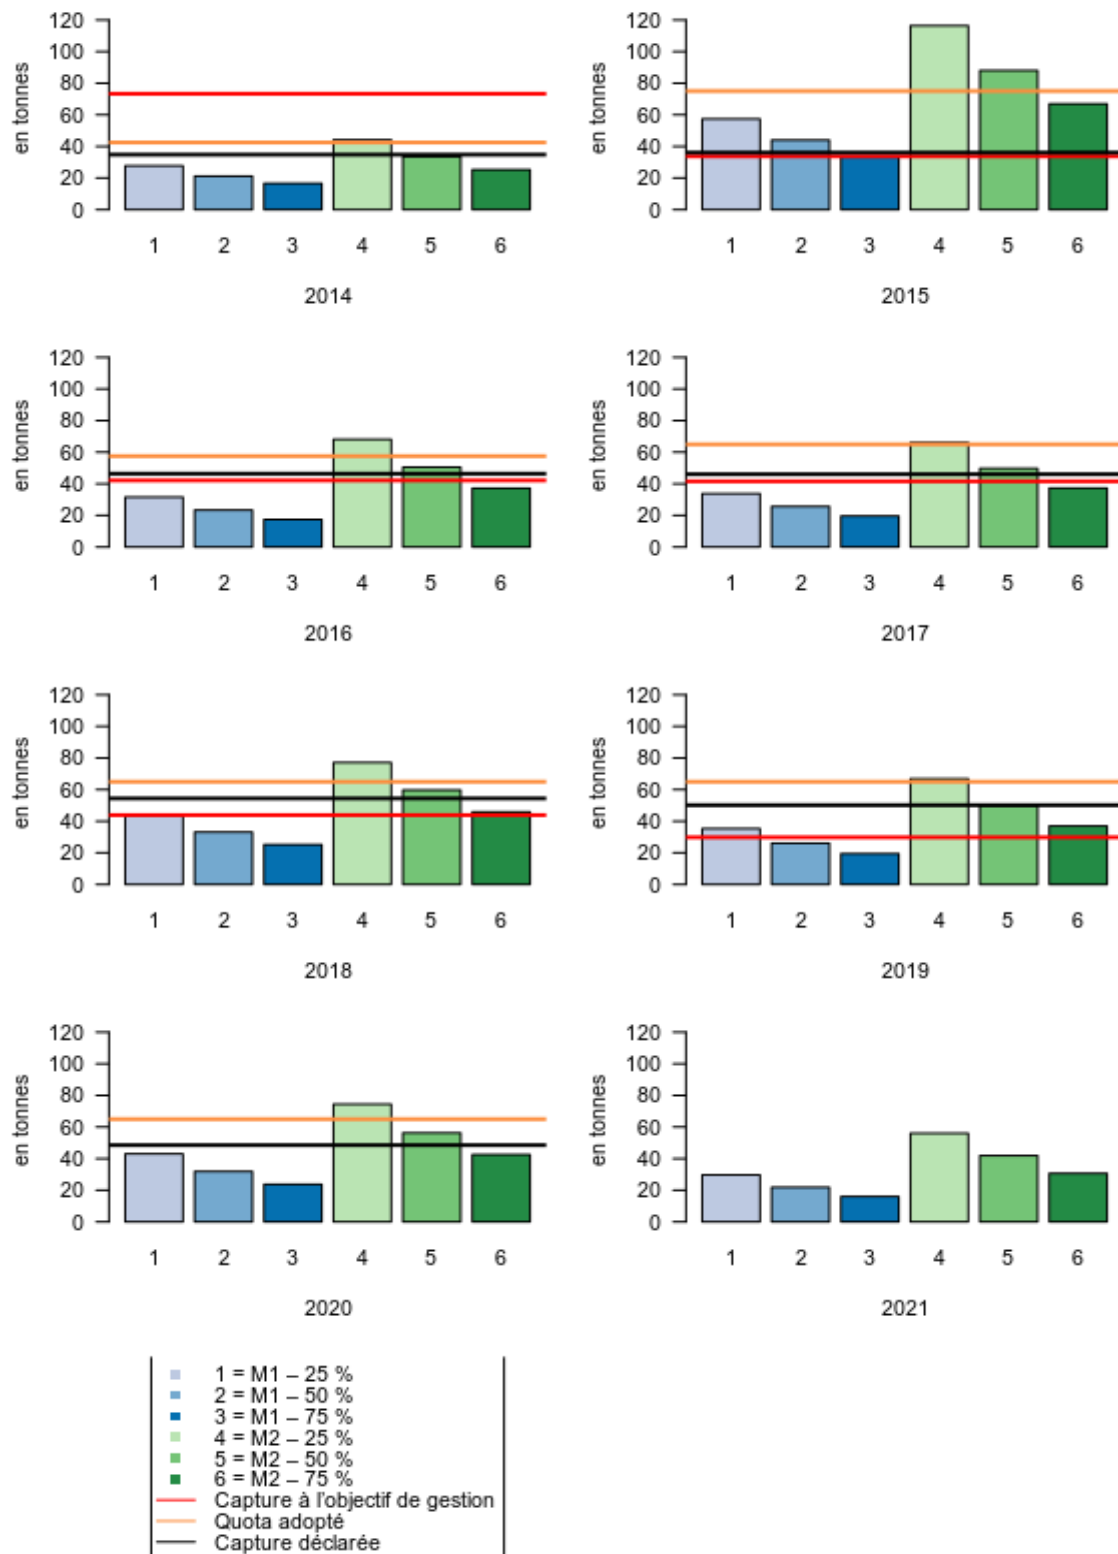 120
100
80
60
40
20
0
en tonnes
1 2 3 4 5 6
2014
120
100
80
60
40
20
0
en tonnes
1 2 3 4 5 6
2015
120
100
80
60
40
20
0
en tonnes
1 2 3 4 5 6
2016
120
100
80
60
40
20
0
en tonnes
1 2 3 4 5 6
2017
120
100
80
60
40
20
0
en tonnes
1 2 3 4 5 6
2018
120
100
80
60
40
20
0
en tonnes
1 2 3 4 5 6
2019
120
100
80
60
40
20
0
en tonnes
1 2 3 4 5 6
2020
120
100
80
60
40
20
0
en tonnes
1 2 3 4 5 6
2021
1 = M1 – 25 %
2 = M1 – 50 %
3 = M1 – 75 %
4 = M2 – 25 %
5 = M2 – 50 %
6 = M2 – 75 %
Capture à l'objectif de gestion
Quota adopté
Capture déclarée